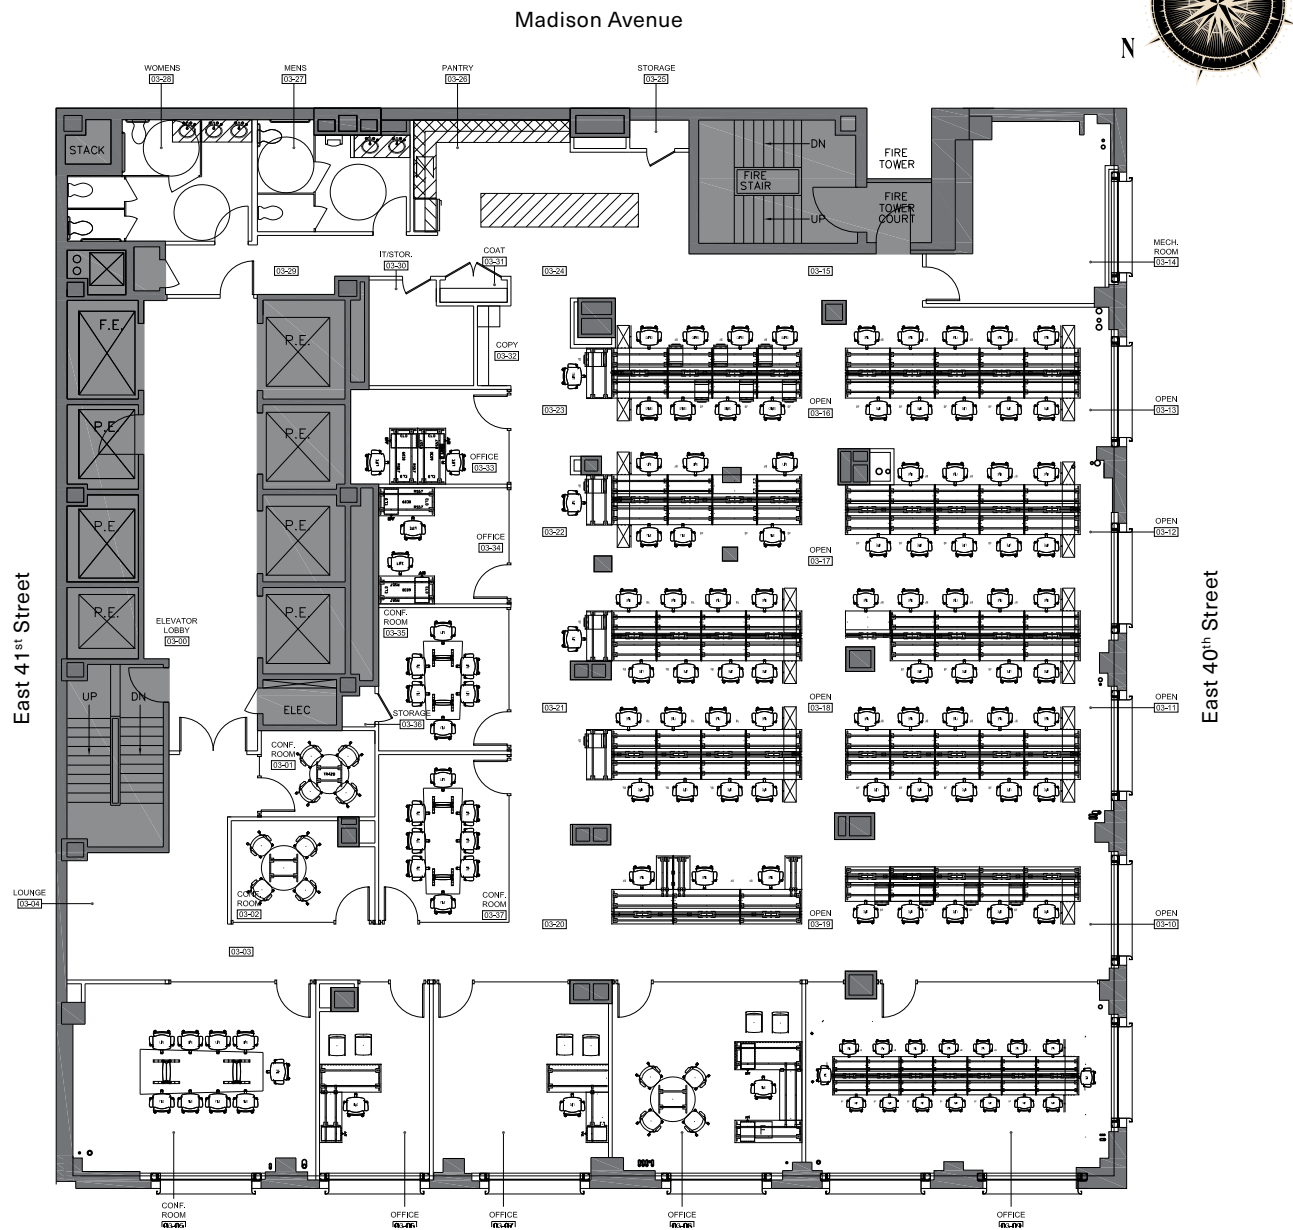 Madison Avenue
N
WOMENS
03-28
MENS
03-27
PANTRY
03-26
STORAGE
03-25
STACK
DN
FIRE
STAIR
UP
FIRE
TOWER
FIRE
TOWER
COURT
MECH.
ROOM
03-14
03-29
IT/STOR.
03-30
COAT
03-31
03-24
03-15
F.E.
P.E.
COPY
03-32
03-23
OPEN
03-16
OPEN
03-13
P.E.
P.E.
OFFICE
03-33
P.E.
P.E.
OFFICE
03-34
03-22
OPEN
03-17
OPEN
03-12
East 41st Street
East 40th Street
P.E.
P.E.
ELEVATOR
LOBBY
03-00
CONF.
ROOM
03-35
UP
DN
ELEC
STORAGE
03-36
03-21
OPEN
03-18
OPEN
03-11
CONF.
ROOM
03-01
LOUNGE
03-04
CONF.
ROOM
03-02
CONF.
ROOM
03-37
03-20
OPEN
03-19
OPEN
03-10
03-03
CONF.
ROOM
OFFICE
OFFICE
OFFICE
OFFICE